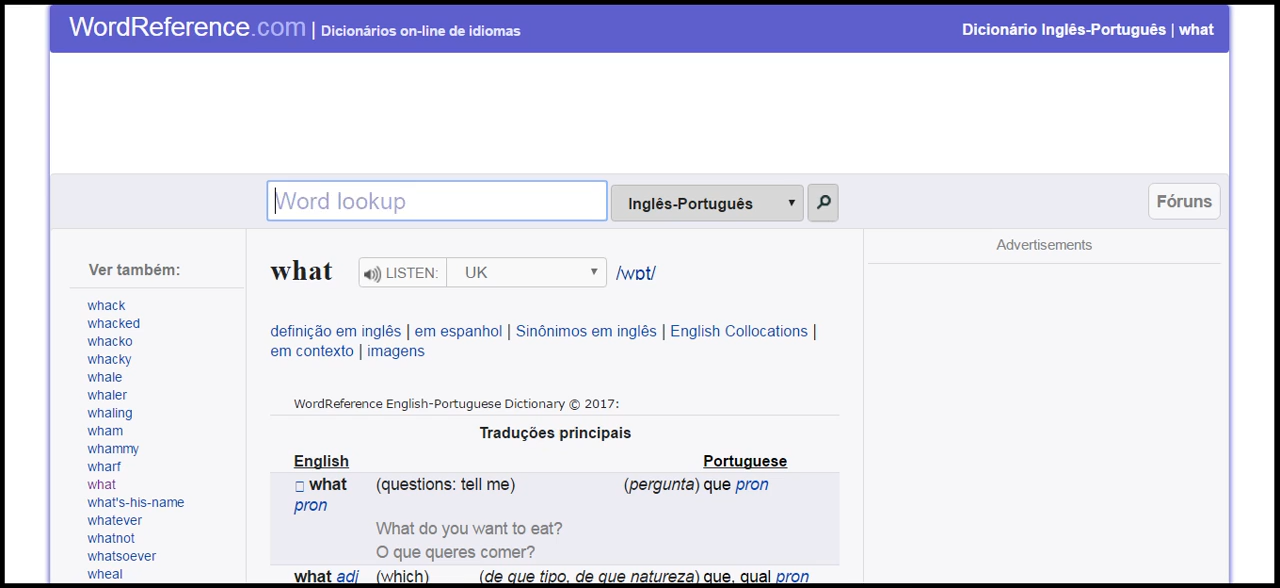 WordReference.com | Dicionários on-line de idiomas
Dicionário Inglês-Português | what
Word lookup
Inglês-Português
Fóruns
Ver também:
whack
whacked
whacko
whacky
whale
whaler
whaling
wham
whammy
wharf
what
what's-his-name
whatever
whatnot
whatsoever
wheal
what LISTEN: UK /wɒt/
definição em inglês | em espanhol | Sinônimos em inglês | English Collocations |
em contexto | imagens
WordReference English-Portuguese Dictionary © 2017:
Traduções principais
English Portuguese
what (questions: tell me) (pergunta) que pron
pron
What do you want to eat?
O que queres comer?
what adj (which) (de que tipo, de que natureza) que, qual pron
Advertisements